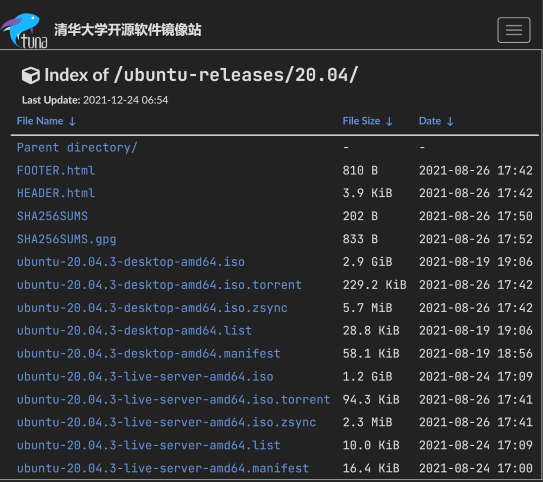 tuna 清华大学开源软件镜像站
Index of /ubuntu-releases/20.04/
Last Update: 2021-12-24 06:54
File Name ↓ File Size ↓ Date ↓
Parent directory/ - -
FOOTER.html 810 B 2021-08-26 17:42
HEADER.html 3.9 KiB 2021-08-26 17:42
SHA256SUMS 202 B 2021-08-26 17:50
SHA256SUMS.gpg 833 B 2021-08-26 17:52
ubuntu-20.04.3-desktop-amd64.iso 2.9 GiB 2021-08-19 19:06
ubuntu-20.04.3-desktop-amd64.iso.torrent 229.2 KiB 2021-08-26 17:42
ubuntu-20.04.3-desktop-amd64.iso.zsync 5.7 MiB 2021-08-26 17:42
ubuntu-20.04.3-desktop-amd64.list 28.8 KiB 2021-08-19 19:06
ubuntu-20.04.3-desktop-amd64.manifest 58.1 KiB 2021-08-19 18:56
ubuntu-20.04.3-live-server-amd64.iso 1.2 GiB 2021-08-24 17:09
ubuntu-20.04.3-live-server-amd64.iso.torrent 94.3 KiB 2021-08-26 17:41
ubuntu-20.04.3-live-server-amd64.iso.zsync 2.3 MiB 2021-08-26 17:41
ubuntu-20.04.3-live-server-amd64.list 10.0 KiB 2021-08-24 17:09
ubuntu-20.04.3-live-server-amd64.manifest 16.4 KiB 2021-08-24 17:00